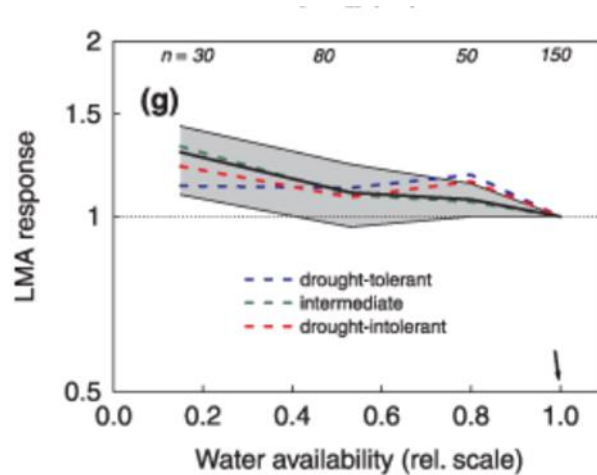 2
n = 30 80 50 150
(g)
1.5
LMA response
1
drought-tolerant
intermediate
drought-intolerant
0.5
0.0 0.2 0.4 0.6 0.8 1.0
Water availability (rel. scale)